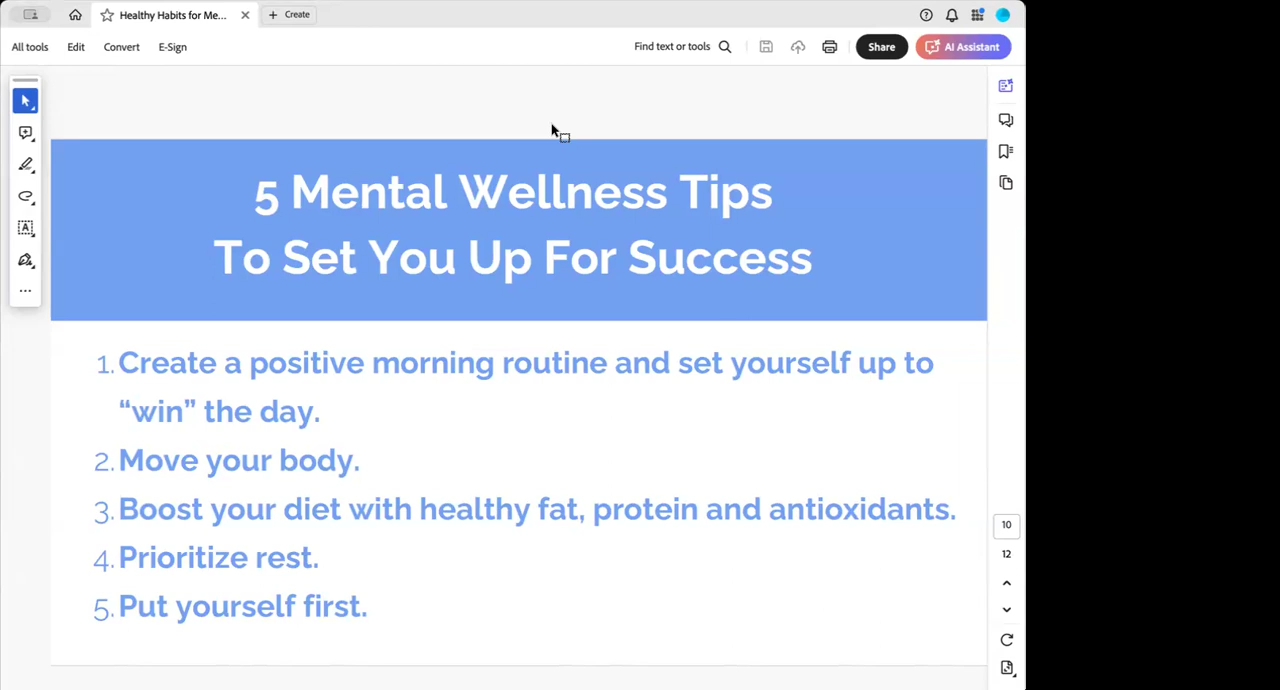 Healthy Habits for Me...
Create
All tools
Edit
Convert
E-Sign
Find text or tools
Share
AI Assistant
5 Mental Wellness Tips
To Set You Up For Success
1. Create a positive morning routine and set yourself up to
“win” the day.
2. Move your body.
3. Boost your diet with healthy fat, protein and antioxidants.
4. Prioritize rest.
5. Put yourself first.
10
12